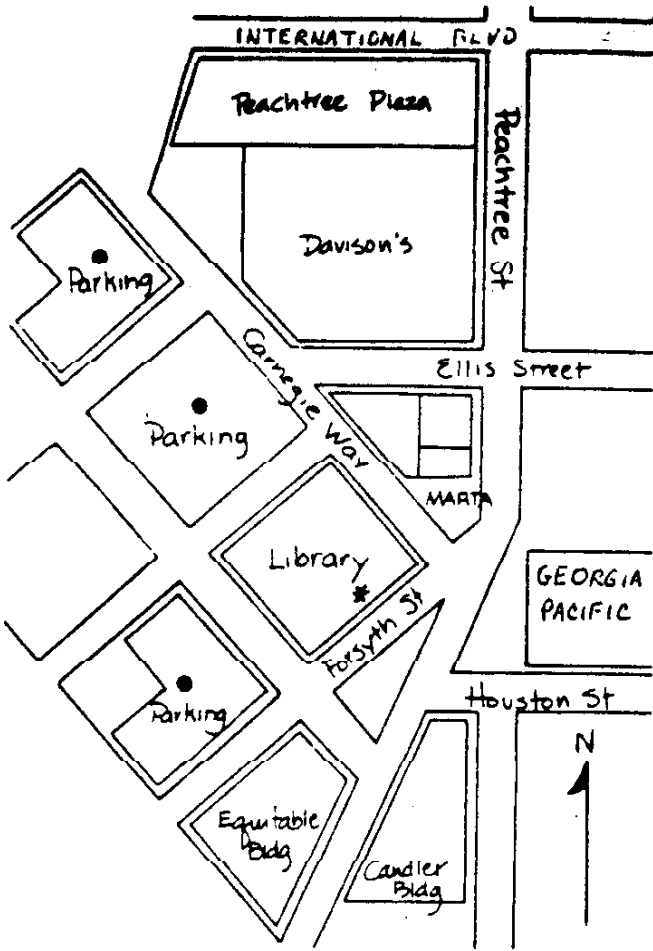 INTERNATIONAL BLVD
Peachtree Plaza
Peachtree St
Davison's
Parking
Carnegie Way
Ellis Street
Parking
MARTA
Library
*
GEORGIA
PACIFIC
Forsyth St
Parking
Houston St
N
Equitable
Bldg
Candler
Bldg